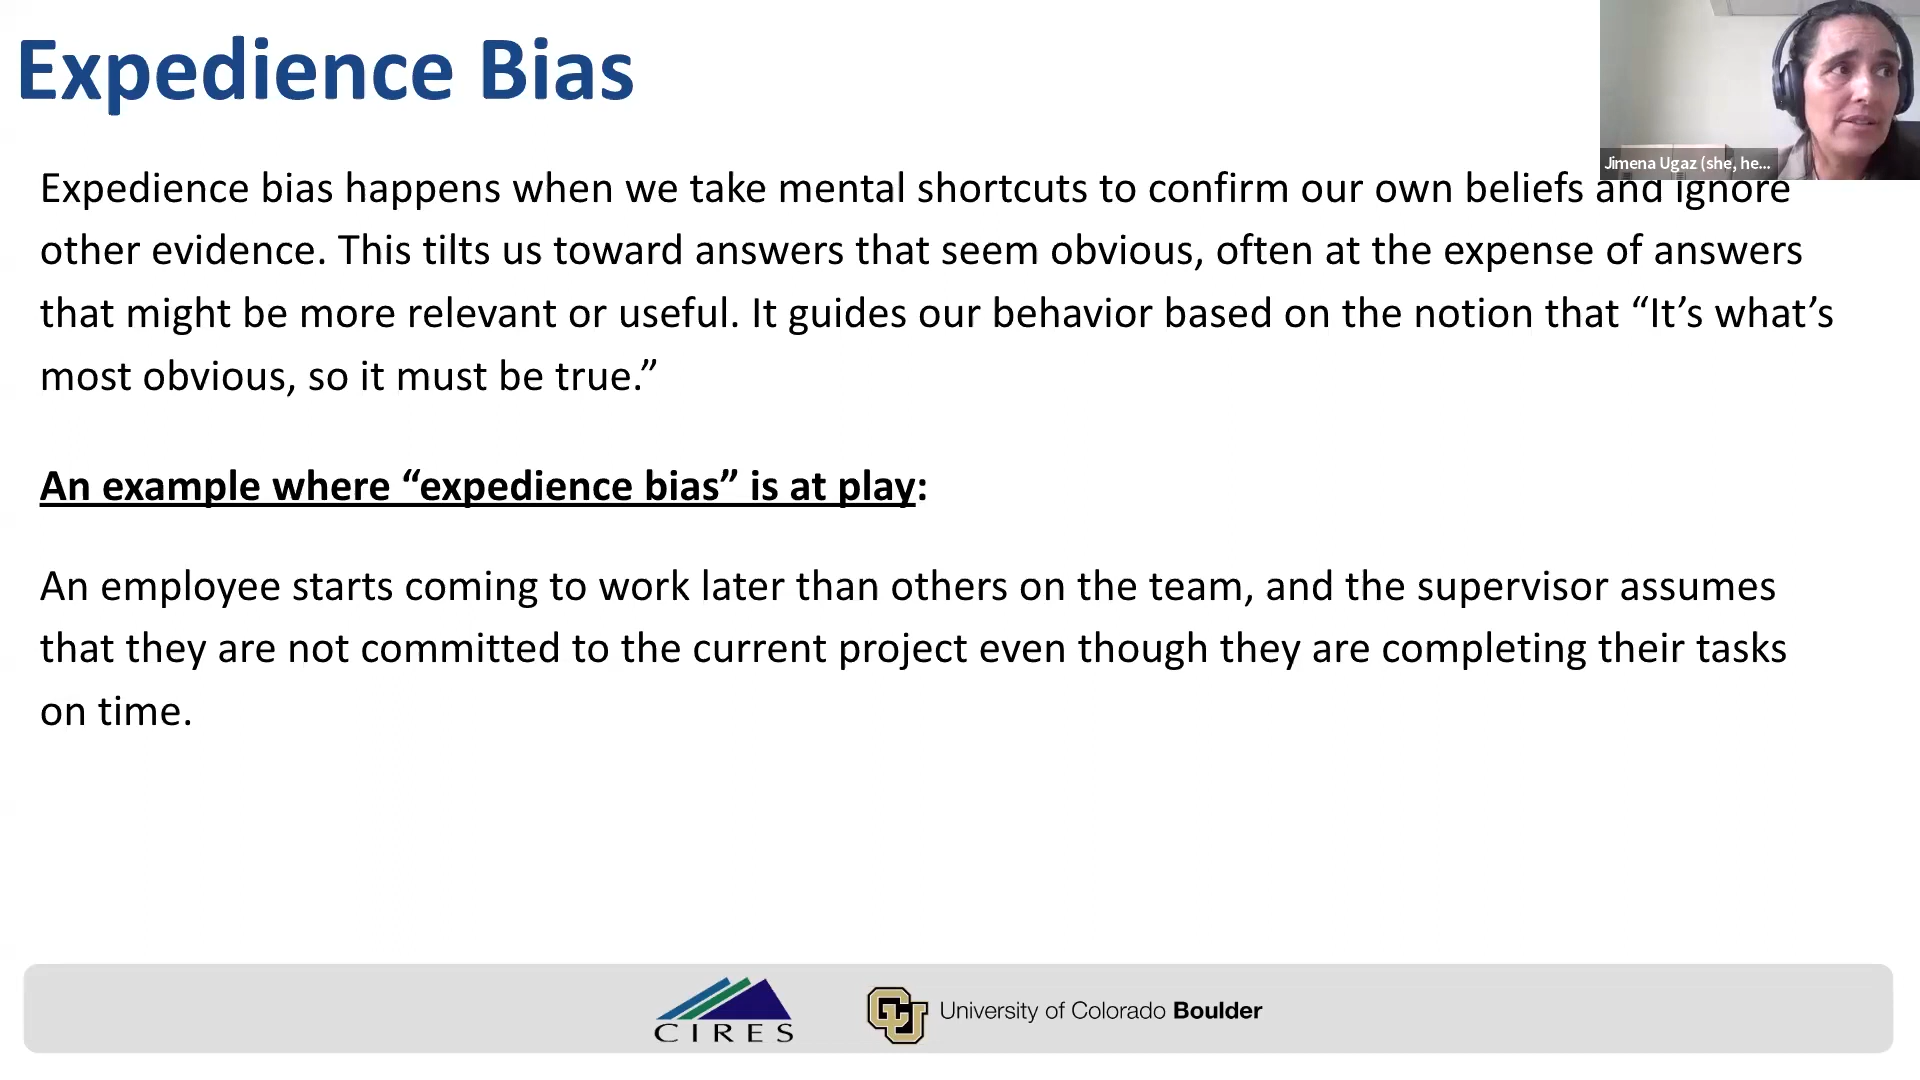 Expedience Bias
Jimena Ugaz (she, he...
Expedience bias happens when we take mental shortcuts to confirm our own beliefs and ignore
other evidence. This tilts us toward answers that seem obvious, often at the expense of answers
that might be more relevant or useful. It guides our behavior based on the notion that “It’s what’s
most obvious, so it must be true.”
An example where “expedience bias” is at play:
An employee starts coming to work later than others on the team, and the supervisor assumes
that they are not committed to the current project even though they are completing their tasks
on time.
CIRES
CU University of Colorado Boulder